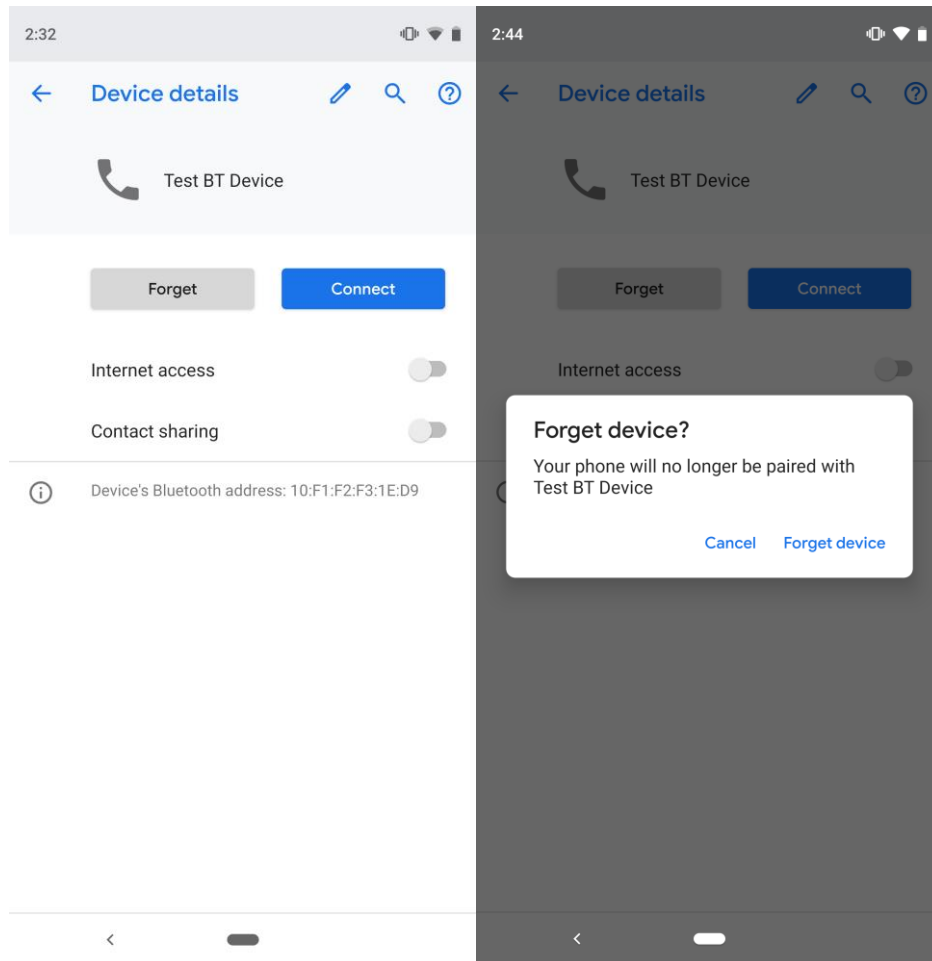 2:32
Device details
Test BT Device
Forget Connect
Internet access
Contact sharing
Device's Bluetooth address: 10:F1:F2:F3:1E:D9
2:44
Device details
Test BT Device
Forget Connect
Internet access
Forget device?
Your phone will no longer be paired with
Test BT Device
Cancel Forget device